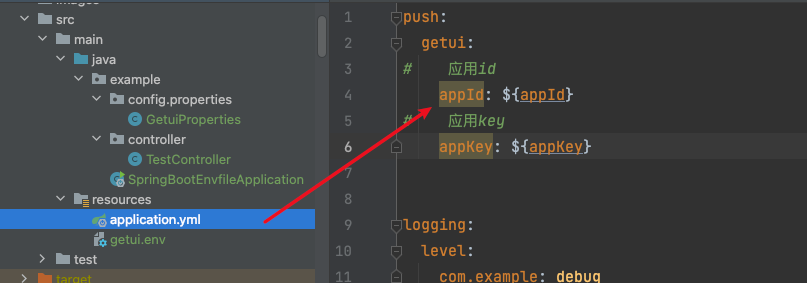 images
src
main
java
example
config.properties
GetuiProperties
controller
TestController
SpringBootEnvfileApplication
resources
application.yml
getui.env
test
target
1 push:
2 getui:
3 # 应用id
4 appId: ${appId}
5 # 应用key
6 appKey: ${appKey}
7
8
9 logging:
10 level:
11 com.example: debug